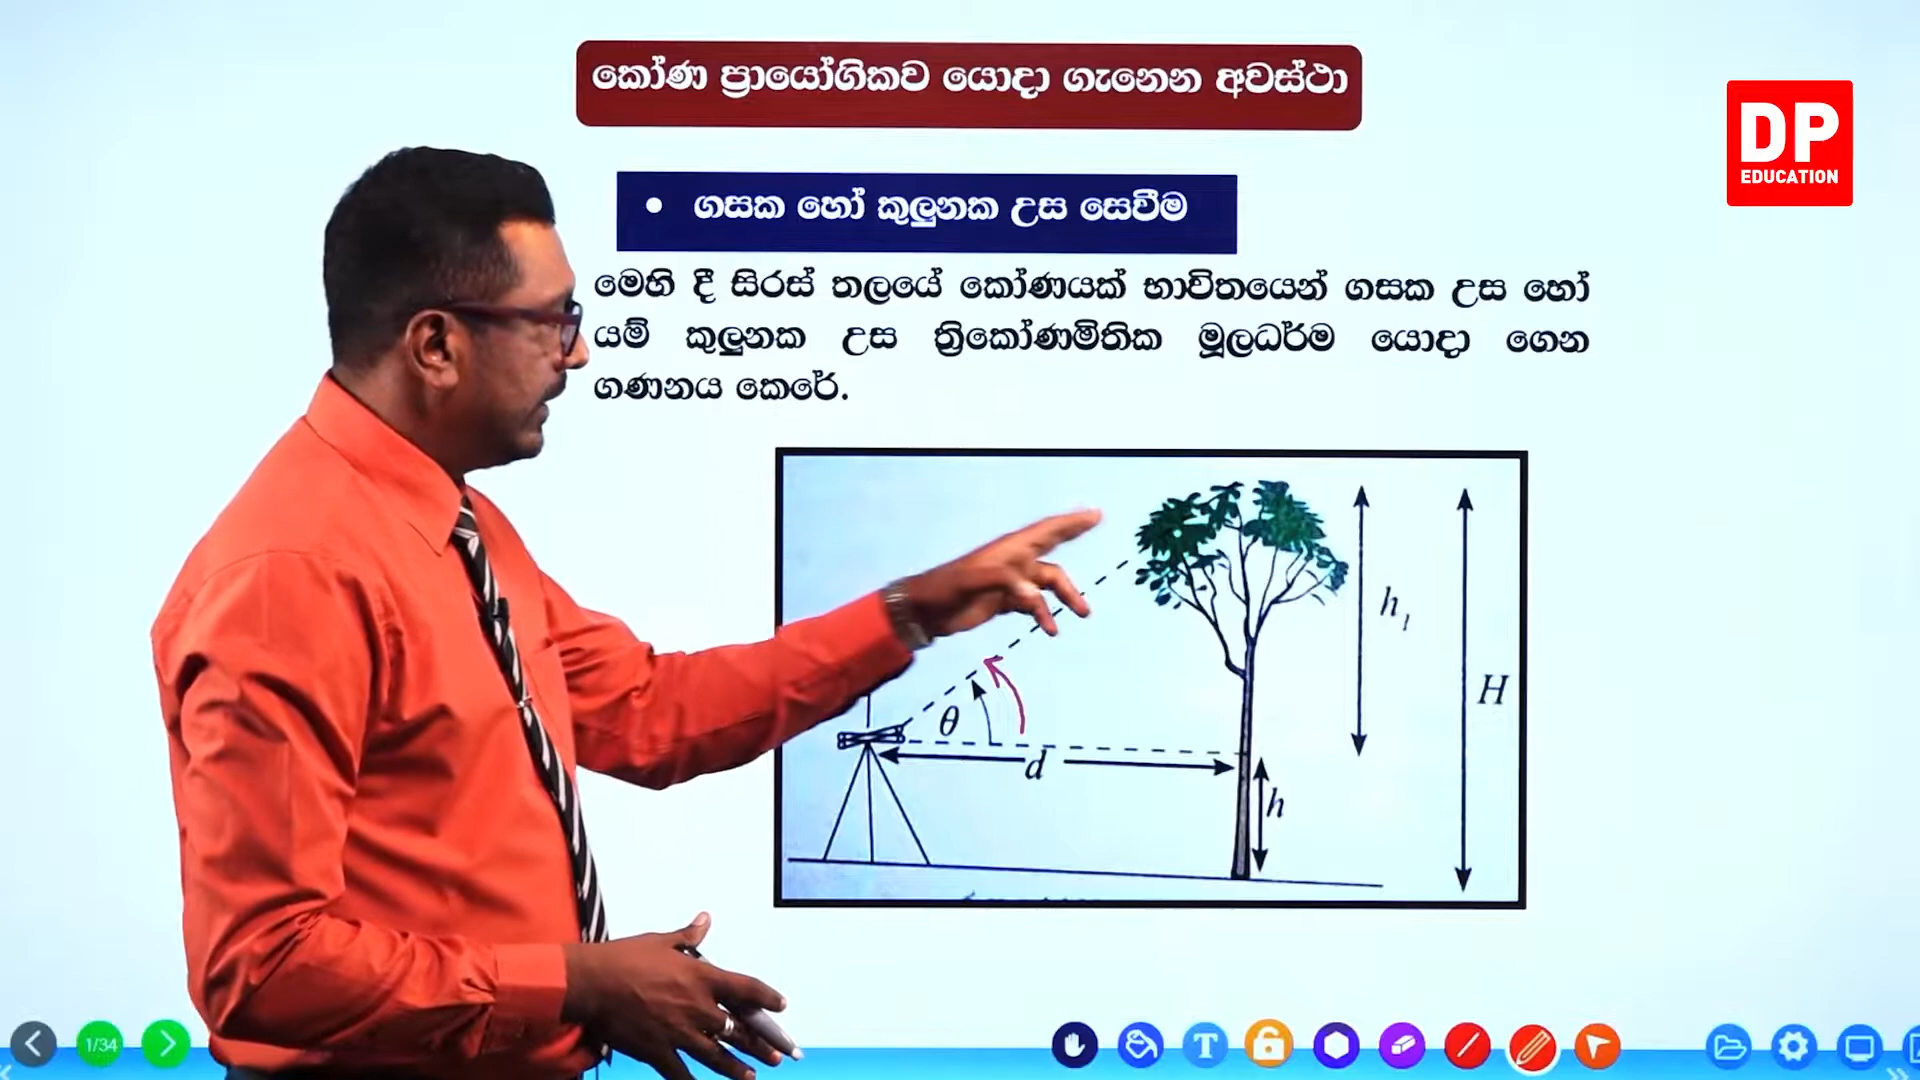 කෝණ ප්‍රායෝගිකව යොදා ගැනෙන අවස්ථා
DP
EDUCATION
• ගසක හෝ කුලුනක උස සෙවීම
මෙහි දී සිරස් තලයේ කෝණයක් භාවිතයෙන් ගසක උස හෝ
යම් කුලුනක උස ත්‍රිකෝණමිතික මූලධර්ම යොදා ගෙන
ගණනය කෙරේ.
h₁
H
θ
d
h
1/34
T